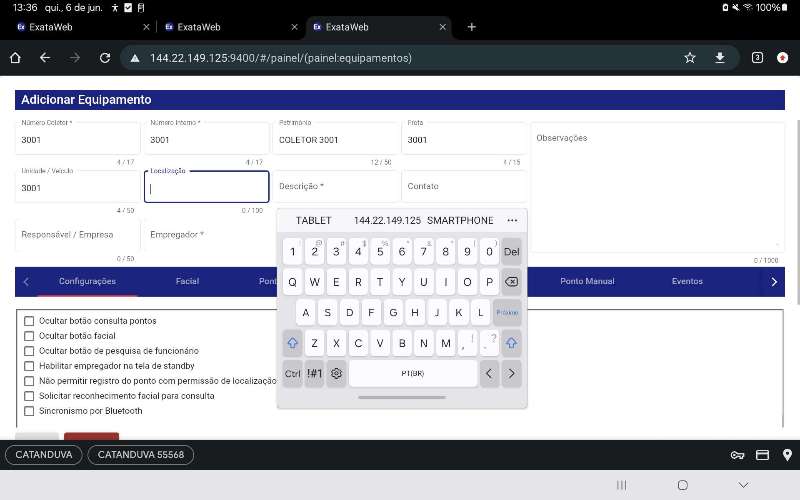 13:36 qui., 6 de jun. 100%
ExataWeb ExataWeb ExataWeb
144.22.149.125:9400/#/painel/(painel:equipamentos) 3
Adicionar Equipamento
Número Coletor * Número Interno * Patrimônio Frota
3001 3001 COLETOR 3001 3001 Observações
4 / 17 4 / 17 12 / 50 4 / 15
Unidade / Veículo Localização
3001 Descrição * Contato
4 / 50 0 / 100
Responsável / Empresa Empregador *
0 / 50 0 / 1000
Configurações Facial Pont Ponto Manual Eventos
Ocultar botão consulta pontos
Ocultar botão facial
Ocultar botão de pesquisa de funcionário
Habilitar empregador na tela de standby
Não permitir registro do ponto com permissão de localização
Solicitar reconhecimento facial para consulta
Sincronismo por Bluetooth
TABLET 144.22.149.125 SMARTPHONE ...
1 2 3 4 5 6 7 8 9 0 Del
Q W E R T Y U I O P
A S D F G H J K L Próximo
Z X C V B N M , ! . ?
Ctrl !#1 PT(BR) < >
CATANDUVA CATANDUVA 55568